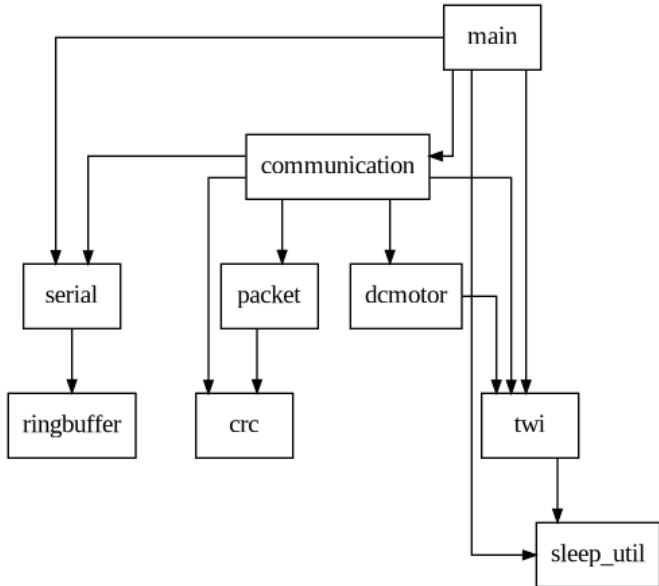 main
communication
serial
packet
dcmotor
ringbuffer
crc
twi
sleep_util